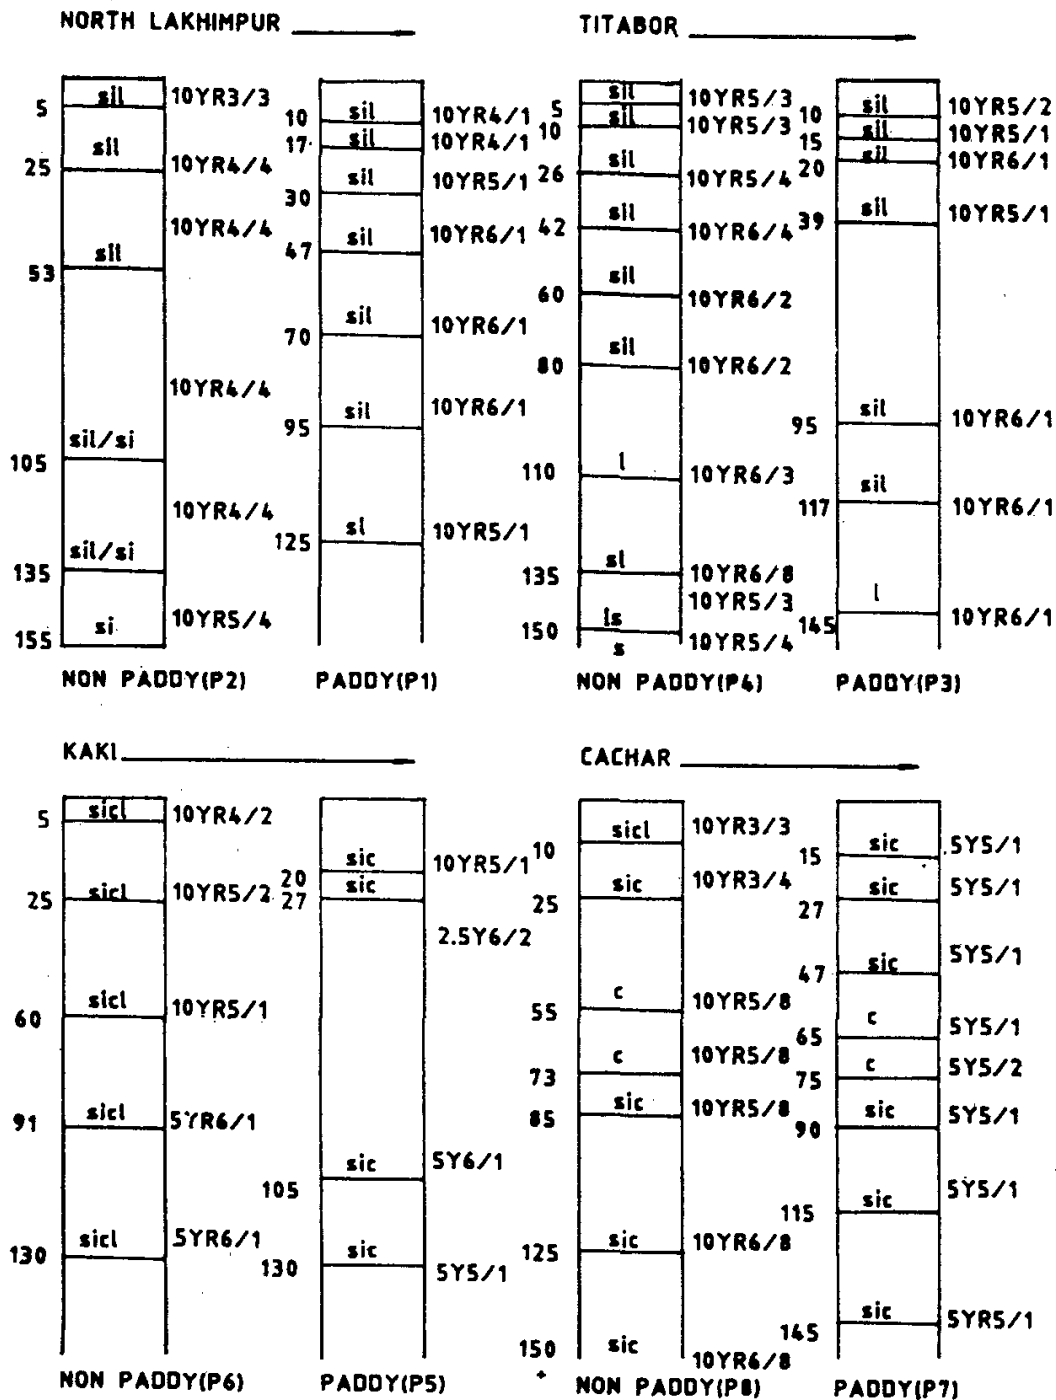 NORTH LAKHIMPUR
sil 10YR3/3
5
sil
25 10YR4/4
10YR4/4
sil
53
10YR4/4
sil/si
105
10YR4/4
sil/si
135
si 10YR5/4
155
NON PADDY(P2)
10 sil 10YR4/1
17 sil 10YR4/1
sil 10YR5/1
30
sil 10YR6/1
47
sil 10YR6/1
70
sil 10YR6/1
95
sl 10YR5/1
125
PADDY(P1)
TITABOR
sil 10YR5/3
5
sil 10YR5/3
10
sil
26 10YR5/4
sil
42 10YR6/4
sil
60 10YR6/2
sil
80 10YR6/2
l
110 10YR6/3
sl
135 10YR6/8
10YR5/3
ls
150 10YR5/4
s
NON PADDY(P4)
sil 10YR5/2
10
sil 10YR5/1
15
sil 10YR6/1
20
sil 10YR5/1
39
sil 10YR6/1
95
sil
117 10YR6/1
l
145 10YR6/1
PADDY(P3)
KAKI
sicl 10YR4/2
5
sicl 10YR5/2
25
sicl 10YR5/1
60
sicl 5YR6/1
91
sicl 5YR6/1
130
NON PADDY(P6)
sic 10YR5/1
20
sic
27
2.5Y6/2
sic 5Y6/1
105
sic
130 5Y5/1
PADDY(P5)
CACHAR
sicl 10YR3/3
10
sic 10YR3/4
25
c 10YR5/8
55
c 10YR5/8
73
sic 10YR5/8
85
sic 10YR6/8
125
150 sic
+ 10YR6/8
NON PADDY(P8)
sic 5Y5/1
15
sic 5Y5/1
27
sic 5Y5/1
47
c 5Y5/1
65
c 5Y5/2
75
sic 5Y5/1
90
5Y5/1
sic
115
sic 5YR5/1
145
PADDY(P7)